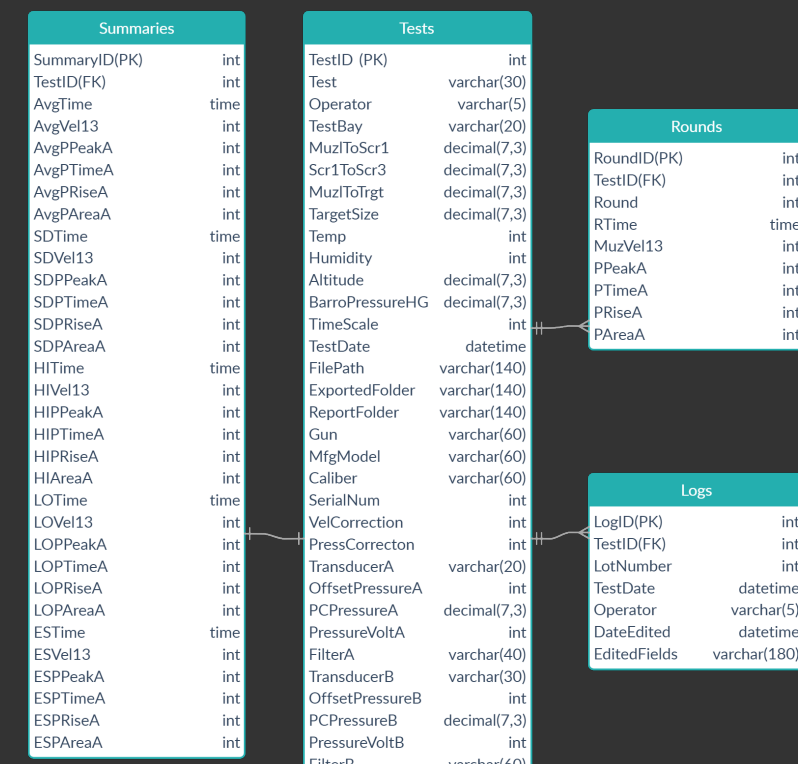 Summaries
SummaryID(PK) int
TestID(FK) int
AvgTime time
AvgVel13 int
AvgPPeakA int
AvgPTimeA int
AvgPRiseA int
AvgPAreaA int
SDTime time
SDVel13 int
SDPPeakA int
SDPTimeA int
SDPRiseA int
SDPAreaA int
HITime time
HIVel13 int
HIPPeakA int
HIPTimeA int
HIPRiseA int
HIAreaA int
LOTime time
LOVel13 int
LOPPeakA int
LOPTimeA int
LOPRiseA int
LOPAreaA int
ESTime time
ESVel13 int
ESPPeakA int
ESPTimeA int
ESPRiseA int
ESPAreaA int
Tests
TestID (PK) int
Test varchar(30)
Operator varchar(5)
TestBay varchar(20)
MuzlToScr1 decimal(7,3)
Scr1ToScr3 decimal(7,3)
MuzlToTrgt decimal(7,3)
TargetSize decimal(7,3)
Temp int
Humidity int
Altitude decimal(7,3)
BarroPressureHG decimal(7,3)
TimeScale int
TestDate datetime
FilePath varchar(140)
ExportedFolder varchar(140)
ReportFolder varchar(140)
Gun varchar(60)
MfgModel varchar(60)
Caliber varchar(60)
SerialNum int
VelCorrection int
PressCorrecton int
TransducerA varchar(20)
OffsetPressureA int
PCPressureA decimal(7,3)
PressureVoltA int
FilterA varchar(40)
TransducerB varchar(30)
OffsetPressureB int
PCPressureB decimal(7,3)
PressureVoltB int
FilterB varchar(60)
Rounds
RoundID(PK) int
TestID(FK) int
Round int
RTime time
MuzVel13 int
PPeakA int
PTimeA int
PRiseA int
PAreaA int
Logs
LogID(PK) int
TestID(FK) int
LotNumber int
TestDate datetime
Operator varchar(5)
DateEdited datetime
EditedFields varchar(180)